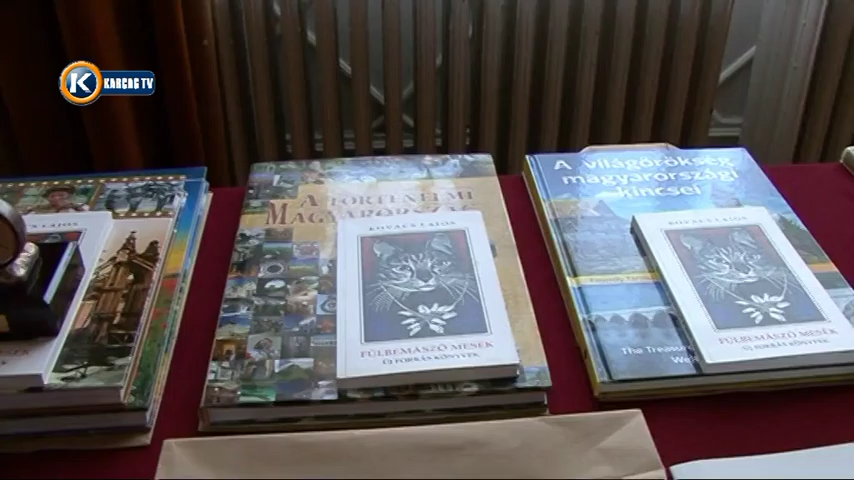 KARCAG TV
A TÖRTÉNELMI
MAGYARORSZÁG
KOVÁCS LAJOS
FÜLBEMÁSZÓ MESÉK
ÚJ FORRÁS KÖNYVEK
A világörökség
magyarországi
kincsei
The Treasures
KOVÁCS LAJOS
FÜLBEMÁSZÓ MESÉK
ÚJ FORRÁS KÖNYVEK
LAJOS